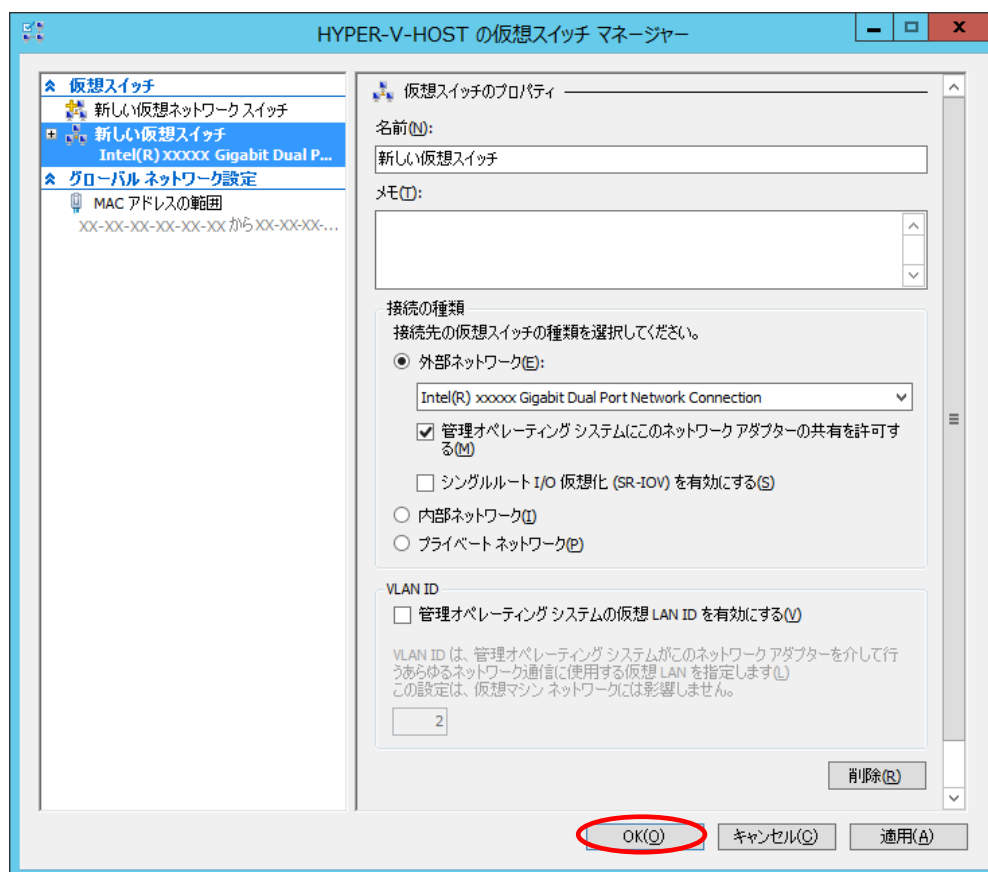 HYPER-V-HOST の仮想スイッチ マネージャー
仮想スイッチ
新しい仮想ネットワーク スイッチ
新しい仮想スイッチ
Intel(R) xxxxx Gigabit Dual P...
グローバル ネットワーク設定
MAC アドレスの範囲
XX-XX-XX-XX-XX-XX から XX-XX-XX-...
仮想スイッチのプロパティ
名前(N):
新しい仮想スイッチ
メモ(T):
接続の種類
接続先の仮想スイッチの種類を選択してください。
外部ネットワーク(E):
Intel(R) xxxxx Gigabit Dual Port Network Connection
管理オペレーティング システムにこのネットワーク アダプターの共有を許可す
る(M)
シングルルート I/O 仮想化 (SR-IOV) を有効にする(S)
内部ネットワーク(I)
プライベート ネットワーク(P)
VLAN ID
管理オペレーティング システムの仮想 LAN ID を有効にする(V)
VLAN ID は、管理オペレーティング システムがこのネットワーク アダプターを介して行
うあらゆるネットワーク通信に使用する仮想 LAN を指定します(L)
この設定は、仮想マシン ネットワークには影響しません。
2
削除(R)
OK(O)
キャンセル(C)
適用(A)